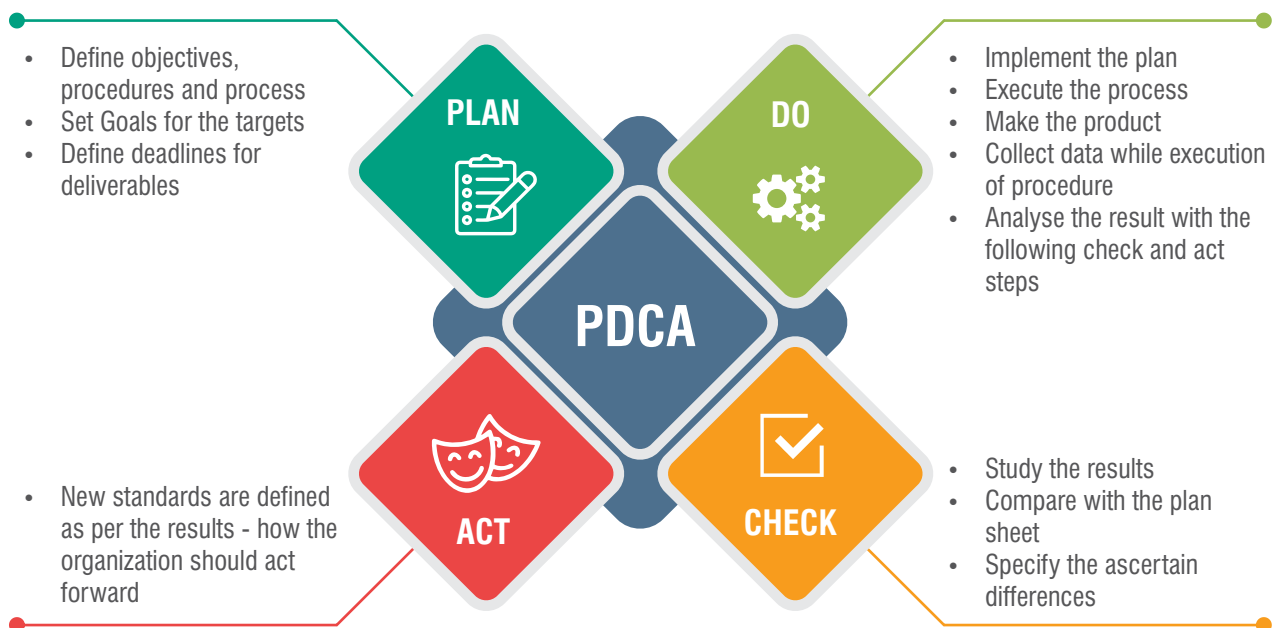 • Define objectives,
procedures and process
• Set Goals for the targets
• Define deadlines for
deliverables
PLAN
DO
• Implement the plan
• Execute the process
• Make the product
• Collect data while execution
of procedure
• Analyse the result with the
following check and act
steps
PDCA
• New standards are defined
as per the results - how the
organization should act
forward
ACT
CHECK
• Study the results
• Compare with the plan
sheet
• Specify the ascertain
differences